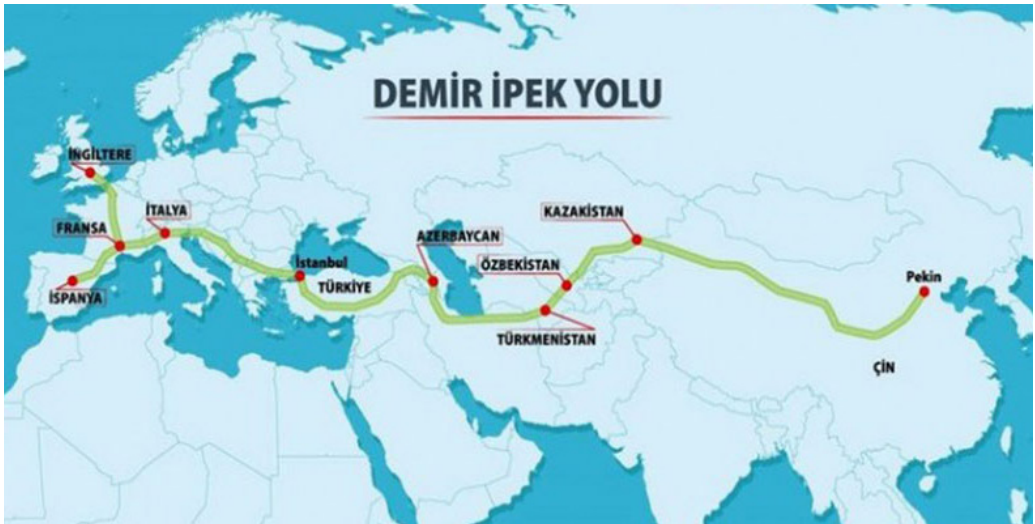 DEMİR İPEK YOLU
İNGİLTERE
İTALYA
FRANSA
İSPANYA
İstanbul
TÜRKİYE
AZERBAYCAN
KAZAKİSTAN
ÖZBEKİSTAN
TÜRKMENİSTAN
Pekin
ÇİN